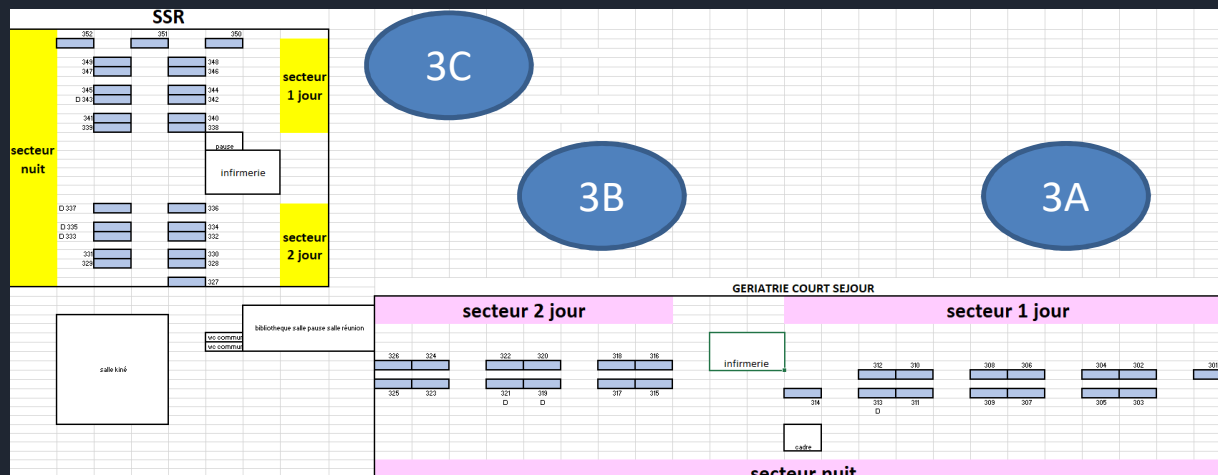 SSR
352 351 350
349 348
347 346
345 344
D 343 342
341 340
339 338
secteur
1 jour
pause
infirmerie
secteur
nuit
D 337 336
D 335 334
D 333 332
331 330
329 328
327
secteur
2 jour
3C
3B
3A
GERIATRIE COURT SEJOUR
secteur 2 jour
secteur 1 jour
bibliotheque salle pause salle réunion
wc commun
wc commun
salle kiné
infirmerie
326 324 322 320 318 316
312 310 308 306 304 302 301
325 323 321 319 317 315
D D
314 313 311 309 307 305 303
D
cadre
secteur nuit